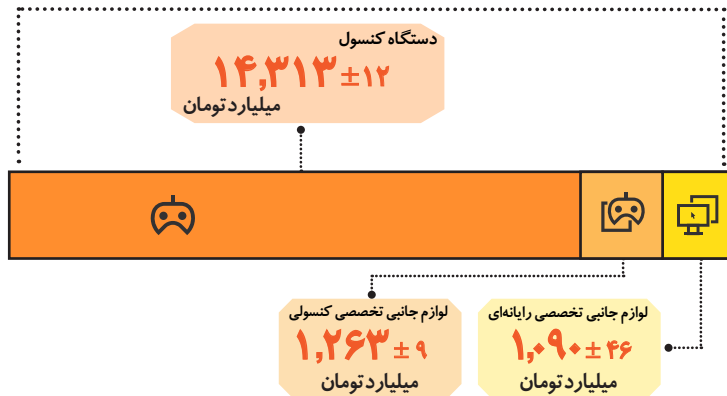 دستگاه کنسول
۱۴,۳۱۳ ± ۱۲
میلیارد تومان
لوازم جانبی تخصصی رایانه‌ای
۱,۰۹۰ ± ۴۶
میلیارد تومان
لوازم جانبی تخصصی کنسولی
۱,۲۶۳ ± ۹
میلیارد تومان